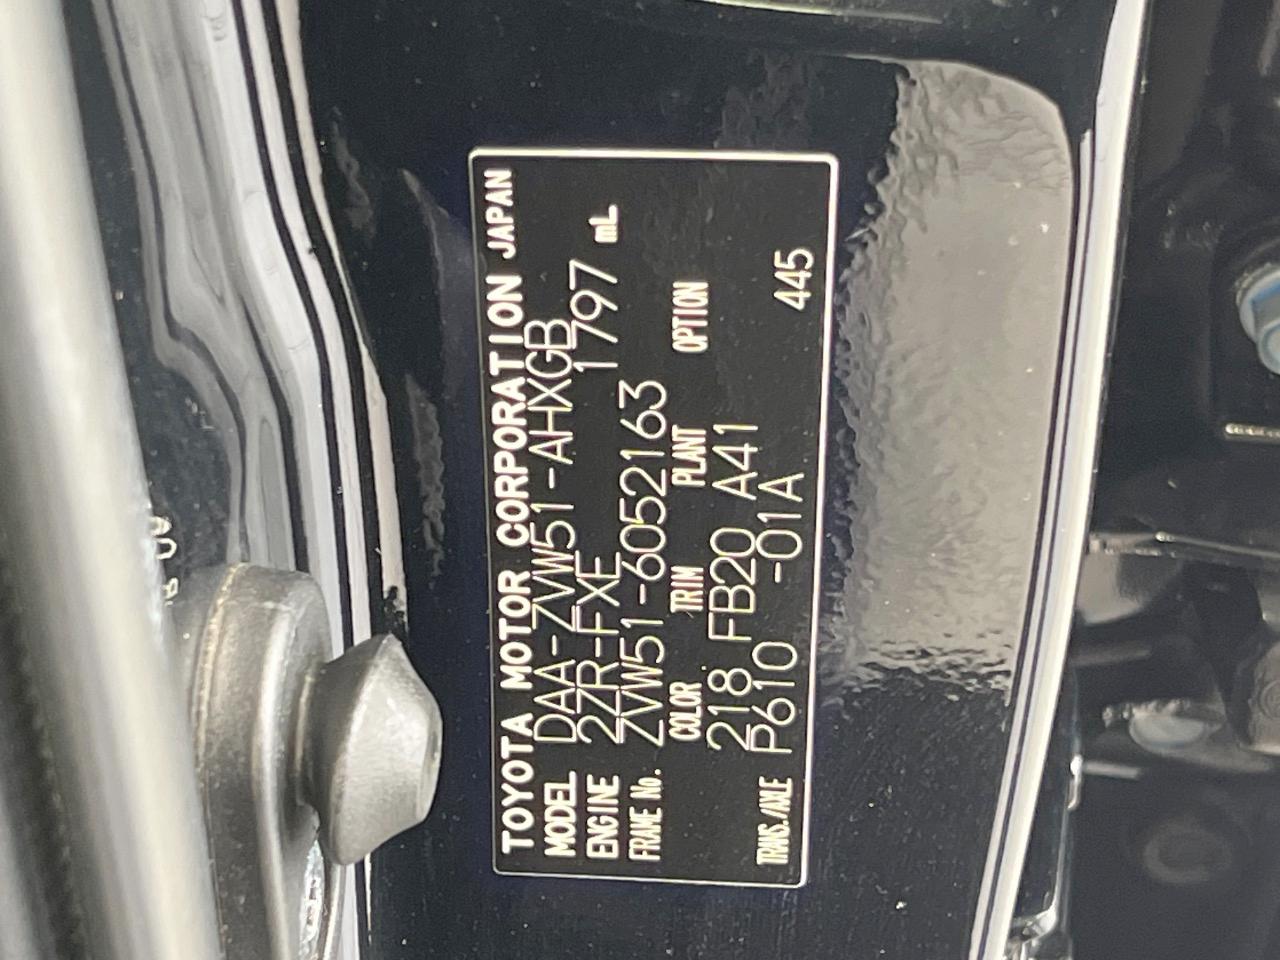 TOYOTA MOTOR CORPORATION JAPAN
MODEL DAA-ZVW51-AHXGB
ENGINE 2ZR-FXE 1797 mL
FRAME No. ZVW51-6052163
COLOR TRIM PLANT OPTION
218 FB20 A41
TRANS./AXLE P610 -01A 445